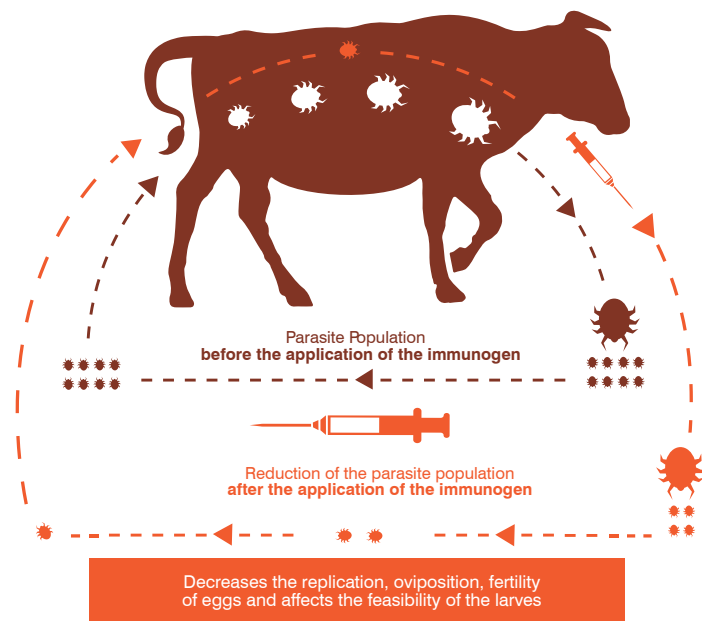 Parasite Population
before the application of the immunogen
Reduction of the parasite population
after the application of the immunogen
Decreases the replication, oviposition, fertility
of eggs and affects the feasibility of the larves